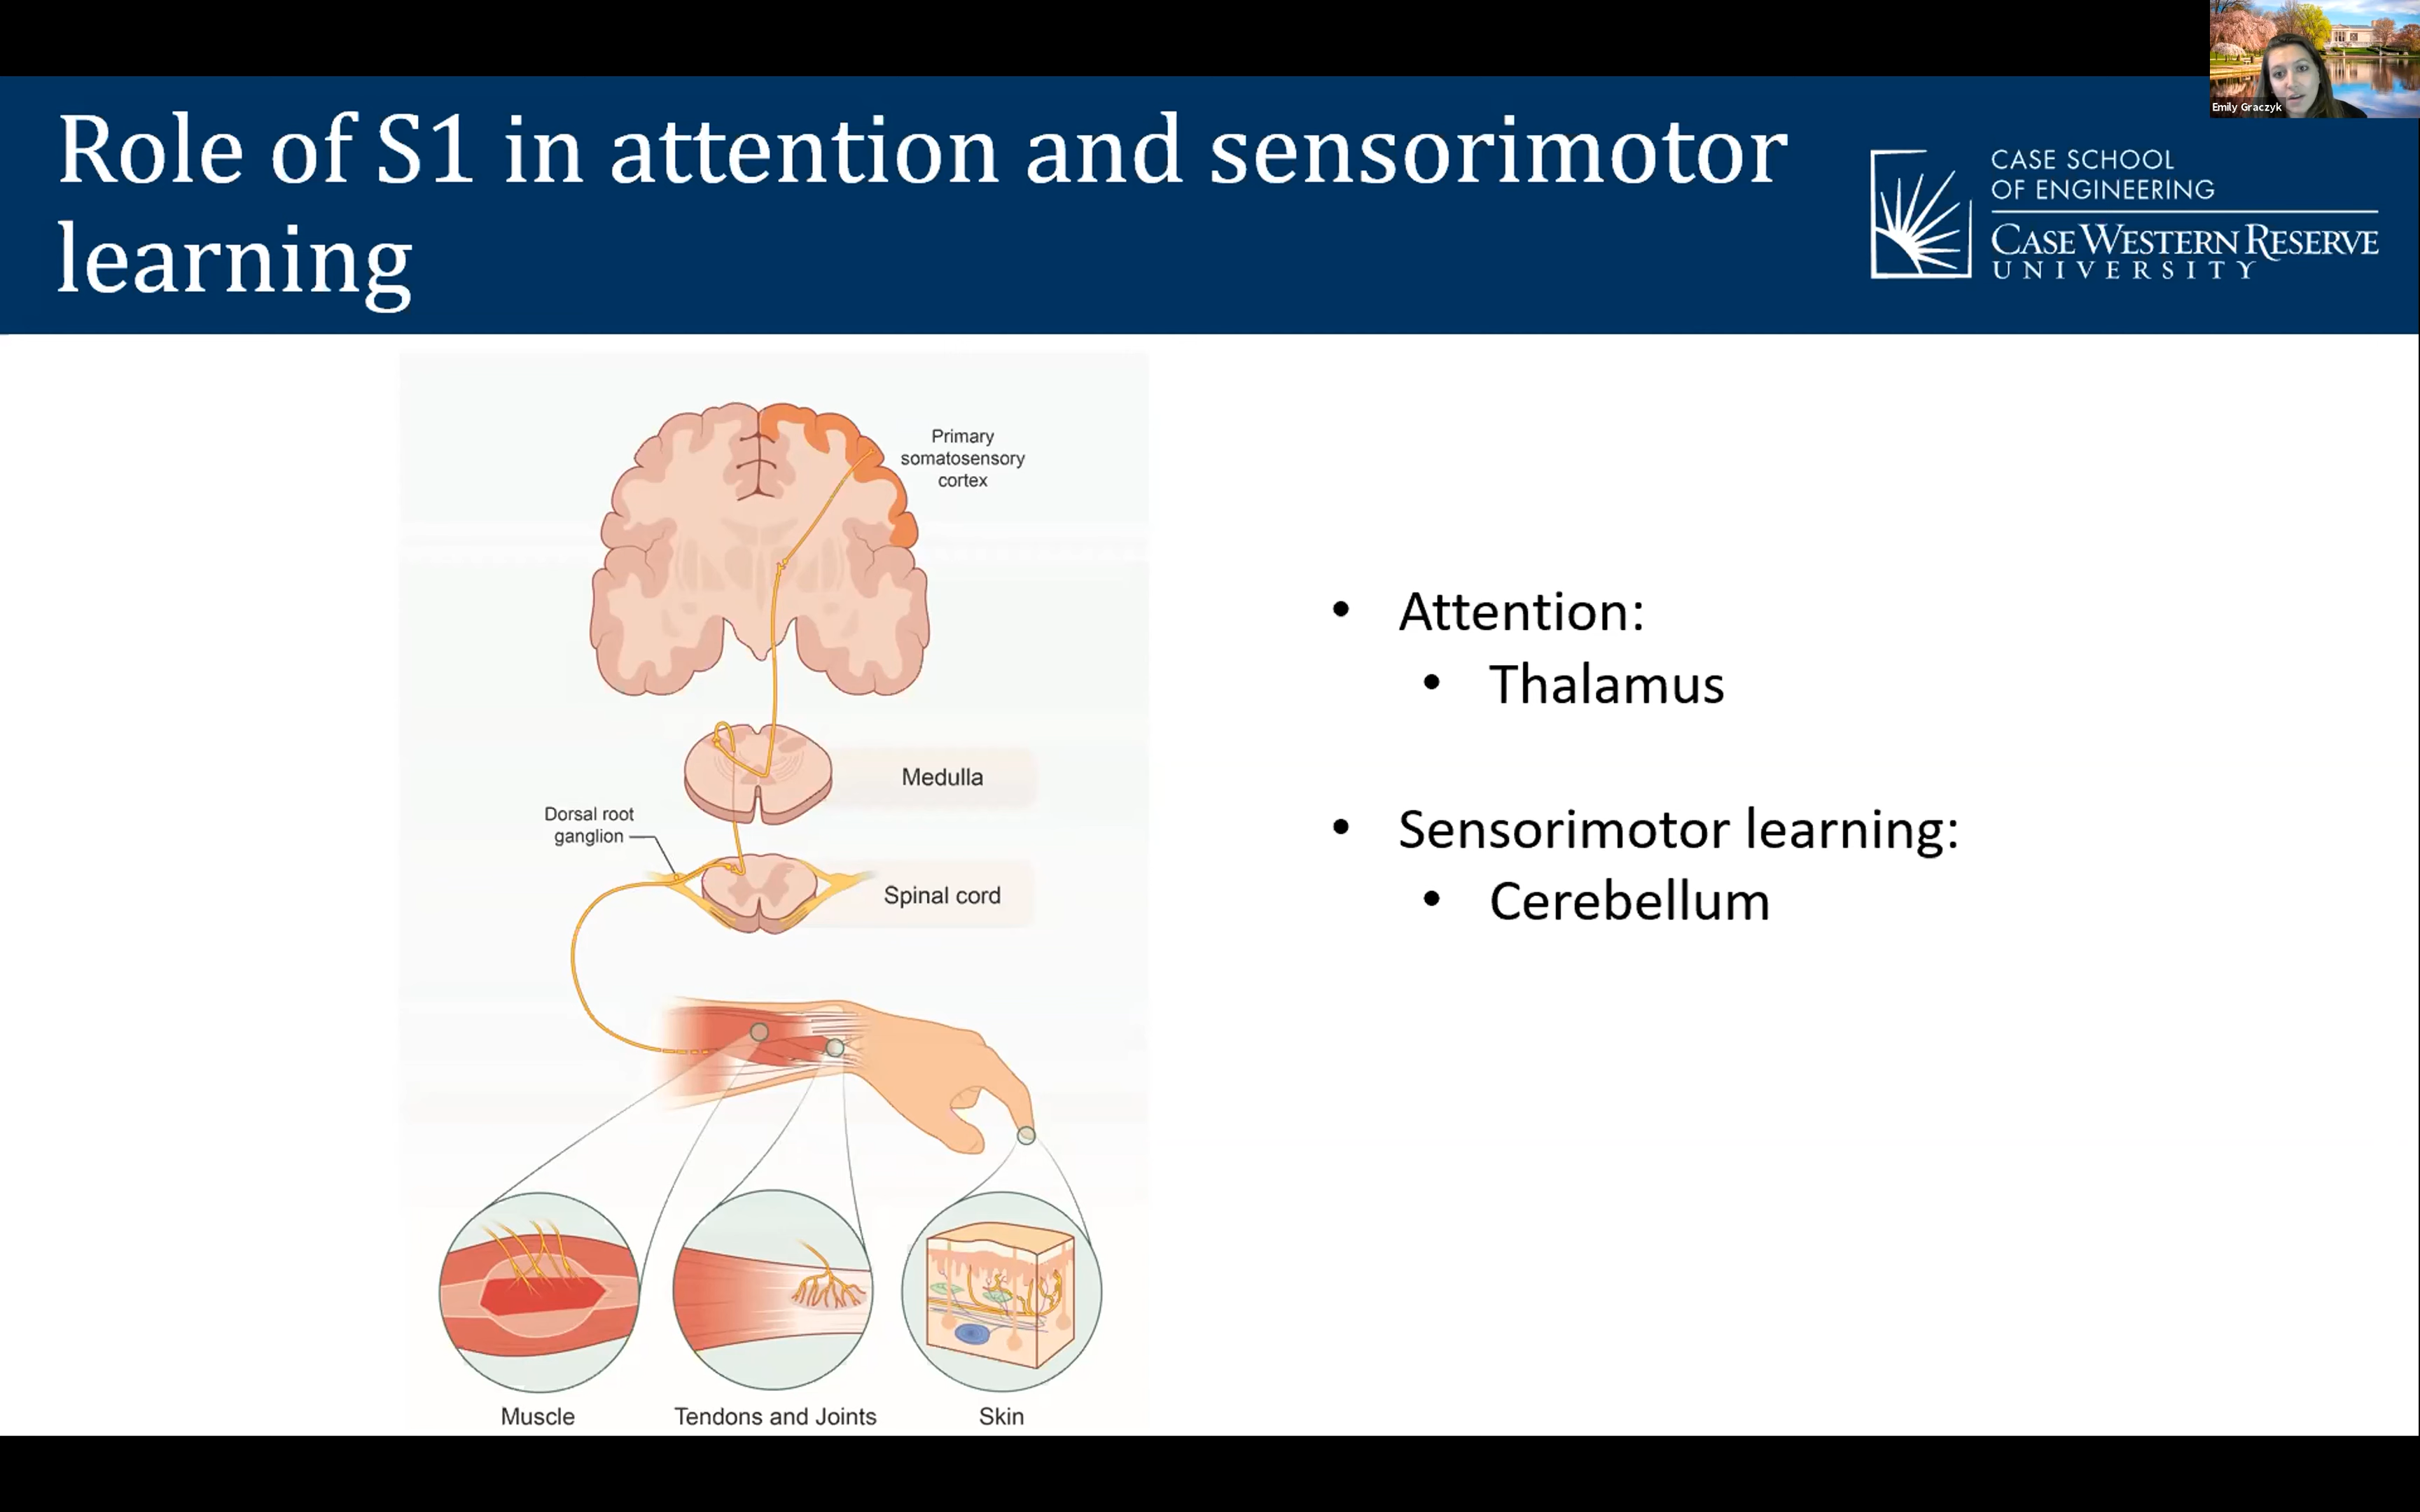 Emily Graczyk
Role of S1 in attention and sensorimotor
learning
CASE SCHOOL
OF ENGINEERING
CASE WESTERN RESERVE
UNIVERSITY
Primary
somatosensory
cortex
Medulla
Dorsal root
ganglion
Spinal cord
Muscle
Tendons and Joints
Skin
• Attention:
• Thalamus
• Sensorimotor learning:
• Cerebellum